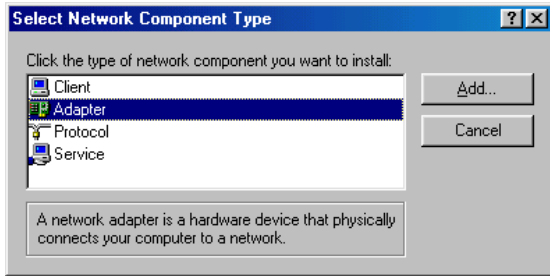 Select Network Component Type
Click the type of network component you want to install:
Client
Adapter
Protocol
Service
Add...
Cancel
A network adapter is a hardware device that physically
connects your computer to a network.